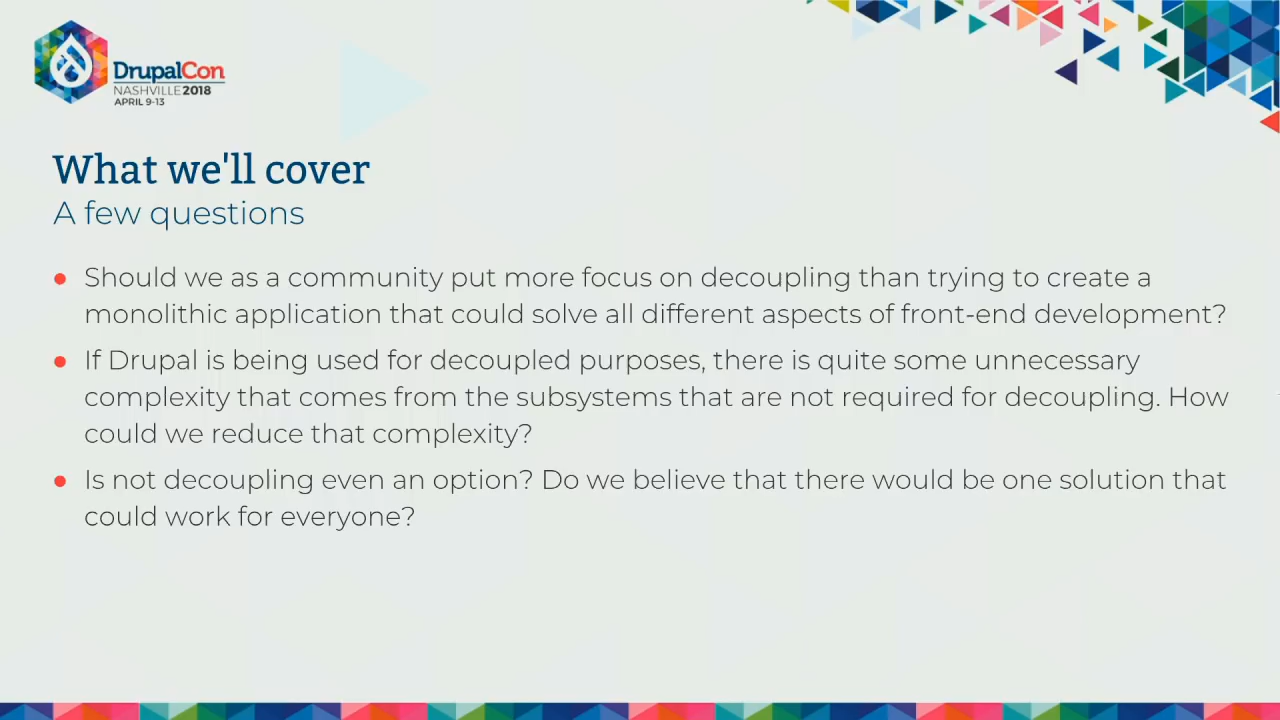 DrupalCon
NASHVILLE 2018
APRIL 9-13
What we'll cover
A few questions
Should we as a community put more focus on decoupling than trying to create a
monolithic application that could solve all different aspects of front-end development?
If Drupal is being used for decoupled purposes, there is quite some unnecessary
complexity that comes from the subsystems that are not required for decoupling. How
could we reduce that complexity?
Is not decoupling even an option? Do we believe that there would be one solution that
could work for everyone?